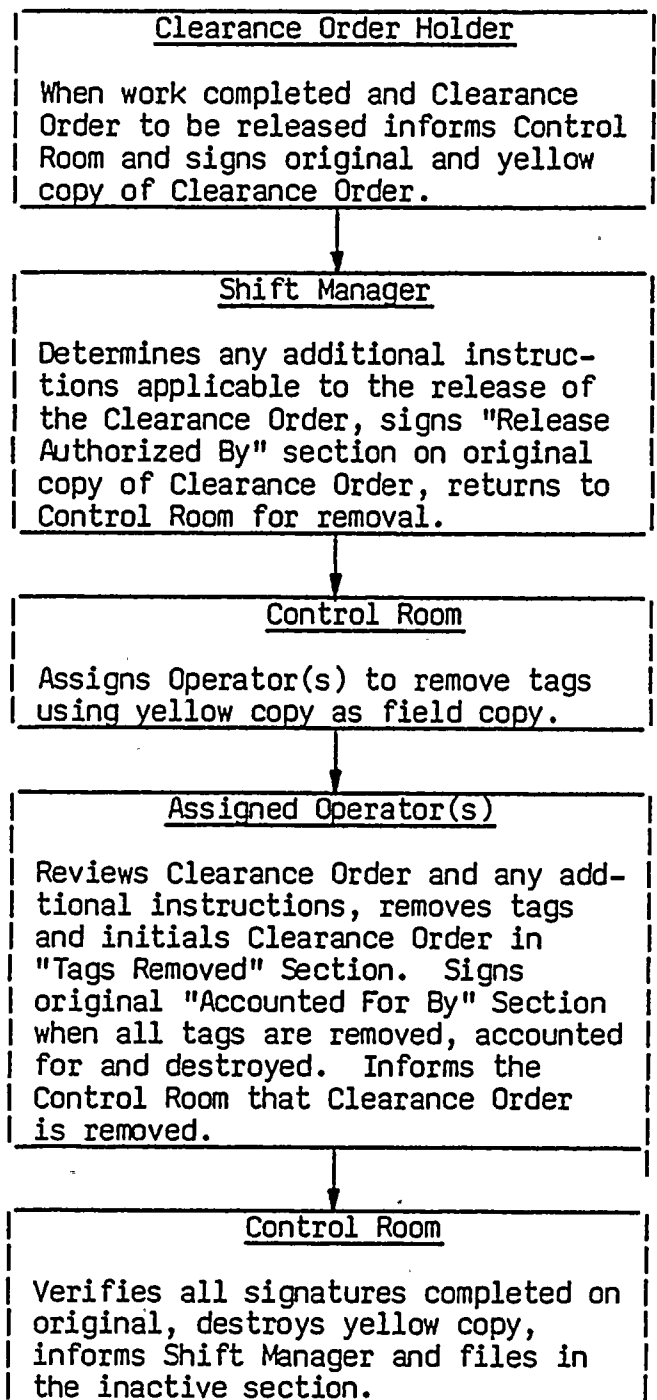 Clearance Order Holder
When work completed and Clearance
Order to be released informs Control
Room and signs original and yellow
copy of Clearance Order.
Shift Manager
Determines any additional instruc-
tions applicable to the release of
the Clearance Order, signs "Release
Authorized By" section on original
copy of Clearance Order, returns to
Control Room for removal.
Control Room
Assigns Operator(s) to remove tags
using yellow copy as field copy.
Assigned Operator(s)
Reviews Clearance Order and any add-
tional instructions, removes tags
and initials Clearance Order in
"Tags Removed" Section. Signs
original "Accounted For By" Section
when all tags are removed, accounted
for and destroyed. Informs the
Control Room that Clearance Order
is removed.
Control Room
Verifies all signatures completed on
original, destroys yellow copy,
informs Shift Manager and files in
the inactive section.